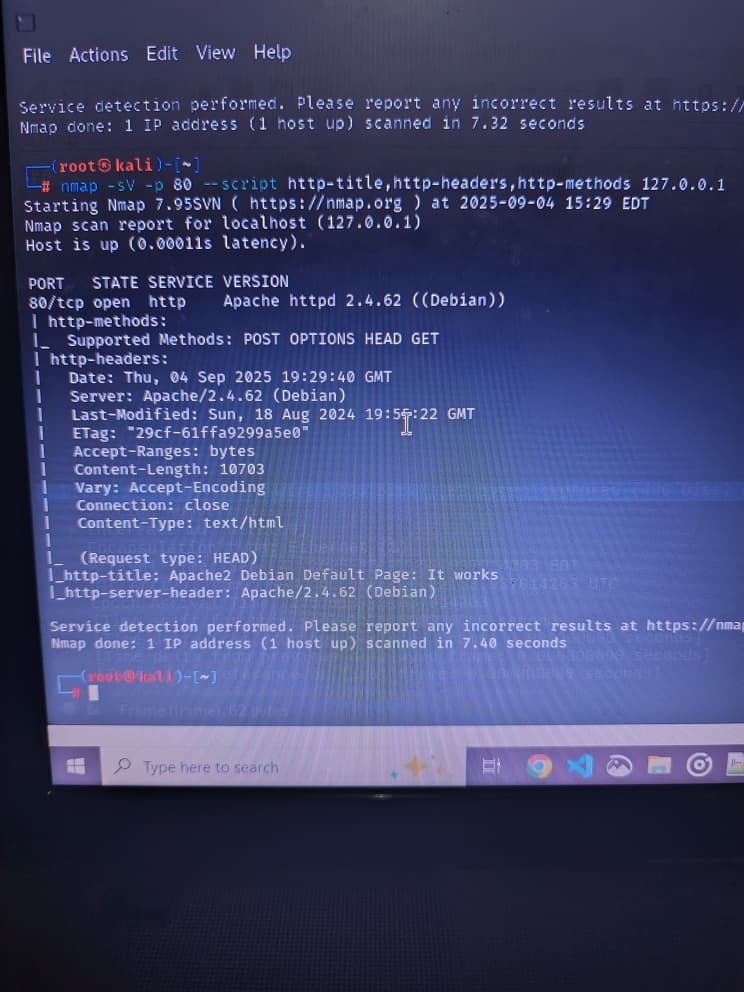 File Actions Edit View Help
Service detection performed. Please report any incorrect results at https://
Nmap done: 1 IP address (1 host up) scanned in 7.32 seconds
┌──(root㉿kali)-[~]
└─# nmap -sV -p 80 --script http-title,http-headers,http-methods 127.0.0.1
Starting Nmap 7.95SVN ( https://nmap.org ) at 2025-09-04 15:29 EDT
Nmap scan report for localhost (127.0.0.1)
Host is up (0.00011s latency).
PORT STATE SERVICE VERSION
80/tcp open http Apache httpd 2.4.62 ((Debian))
| http-methods:
|_ Supported Methods: POST OPTIONS HEAD GET
| http-headers:
| Date: Thu, 04 Sep 2025 19:29:40 GMT
| Server: Apache/2.4.62 (Debian)
| Last-Modified: Sun, 18 Aug 2024 GMT
| ETag: "29cf-61ffa9299a5e0"
| Accept-Ranges: bytes
| Content-Length: 10703
| Vary: Accept-Encoding
| Connection: close
| Content-Type: text/html
|
|_ (Request type: HEAD)
|_http-title: Apache2 Debian Default Page: It works
|_http-server-header: Apache/2.4.62 (Debian)
Service detection performed. Please report any incorrect results at https://nma
Nmap done: 1 IP address (1 host up) scanned in 7.40 seconds
┌──(root㉿kali)-[~]
└─#
Type here to search